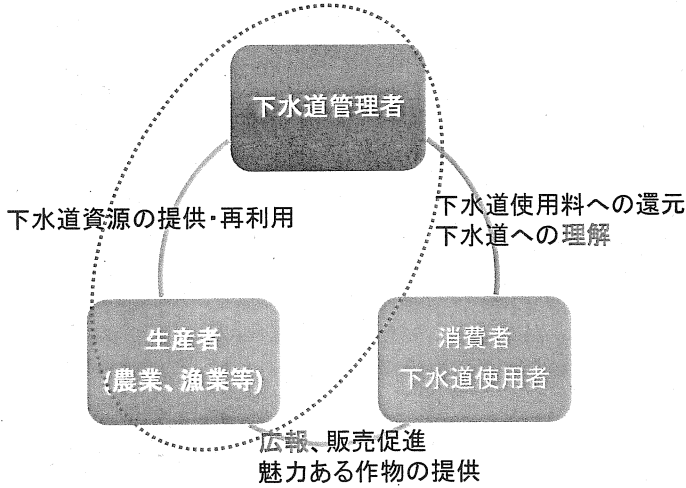 下水道管理者
下水道資源の提供・再利用
下水道使用料への還元
下水道への理解
生産者
(農業、漁業等)
消費者
下水道使用者
広報、販売促進
魅力ある作物の提供